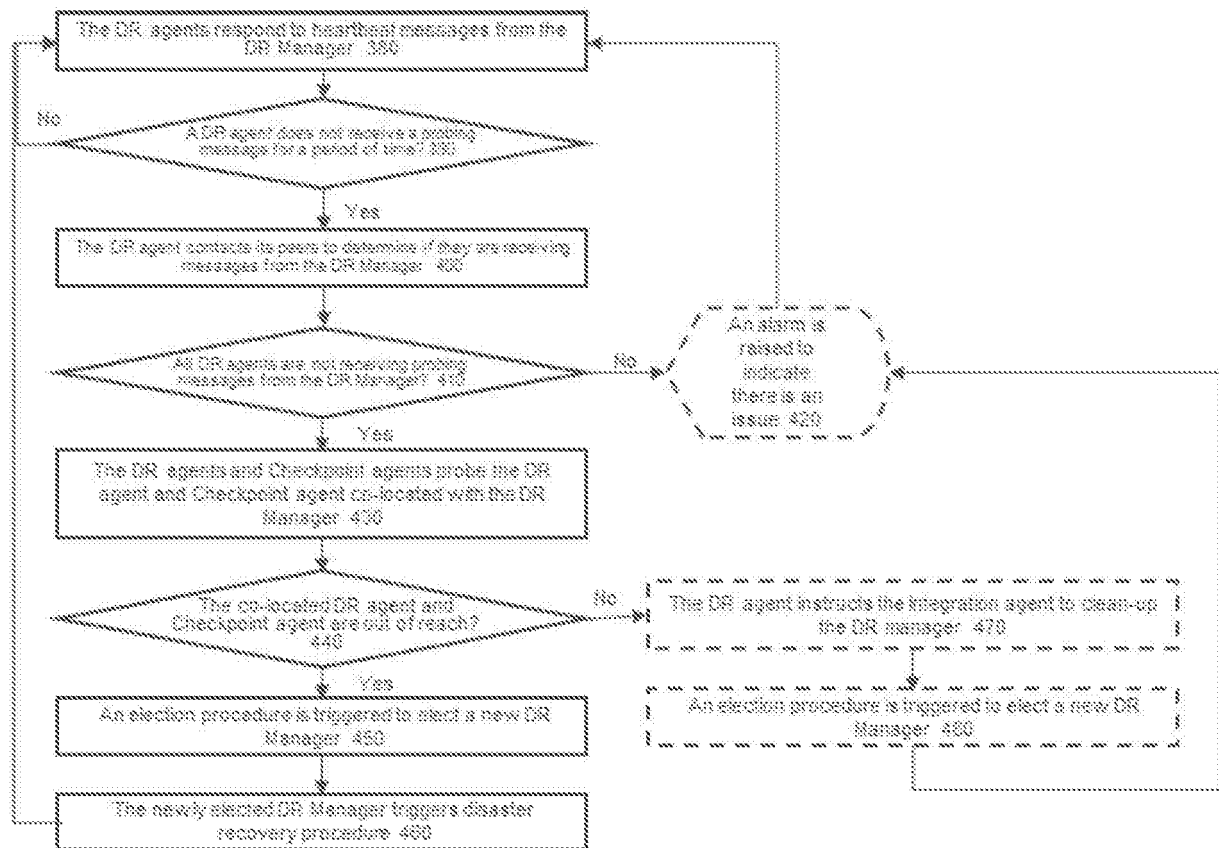 The DR agents respond to heartbeat messages from the
DR Manager 380
No
A DR agent does not receive a probing
message for a period of time? 390
Yes
The DR agent contacts its peers to determine if they are receiving
messages from the DR Manager 400
All DR agents are not receiving probing
messages from the DR Manager? 410
No
An alarm is
raised to
indicate
there is an
issue 420
Yes
The DR agents and Checkpoint agents probe the DR
agent and Checkpoint agent co-located with the DR
Manager 430
The co-located DR agent and
Checkpoint agent are out of reach?
440
No
The DR agent instructs the Integration agent to clean-up
the DR manager 470
Yes
An election procedure is triggered to elect a new DR
Manager 450
An election procedure is triggered to elect a new DR
Manager
The newly elected DR Manager triggers disaster
recovery procedure